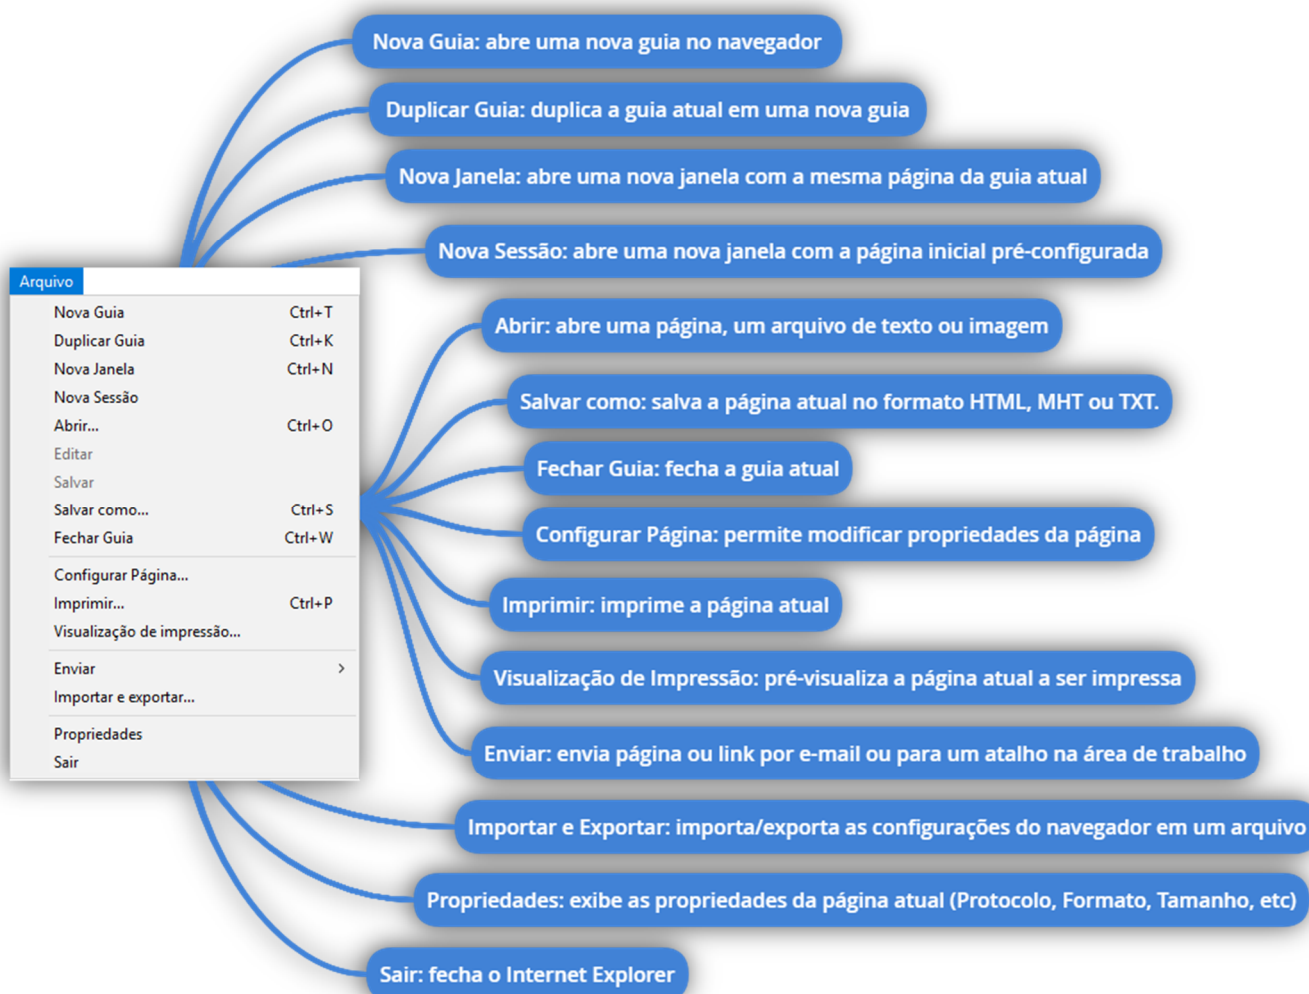 Nova Guia: abre uma nova guia no navegador
Duplicar Guia: duplica a guia atual em uma nova guia
Nova Janela: abre uma nova janela com a mesma página da guia atual
Nova Sessão: abre uma nova janela com a página inicial pré-configurada
Arquivo
Nova Guia Ctrl+T
Duplicar Guia Ctrl+K
Nova Janela Ctrl+N
Nova Sessão
Abrir... Ctrl+O
Editar
Salvar
Salvar como... Ctrl+S
Fechar Guia Ctrl+W
Configurar Página...
Imprimir... Ctrl+P
Visualização de impressão...
Enviar >
Importar e exportar...
Propriedades
Sair
Abrir: abre uma página, um arquivo de texto ou imagem
Salvar como: salva a página atual no formato HTML, MHT ou TXT.
Fechar Guia: fecha a guia atual
Configurar Página: permite modificar propriedades da página
Imprimir: imprime a página atual
Visualização de Impressão: pré-visualiza a página atual a ser impressa
Enviar: envia página ou link por e-mail ou para um atalho na área de trabalho
Importar e Exportar: importa/exporta as configurações do navegador em um arquivo
Propriedades: exibe as propriedades da página atual (Protocolo, Formato, Tamanho, etc)
Sair: fecha o Internet Explorer